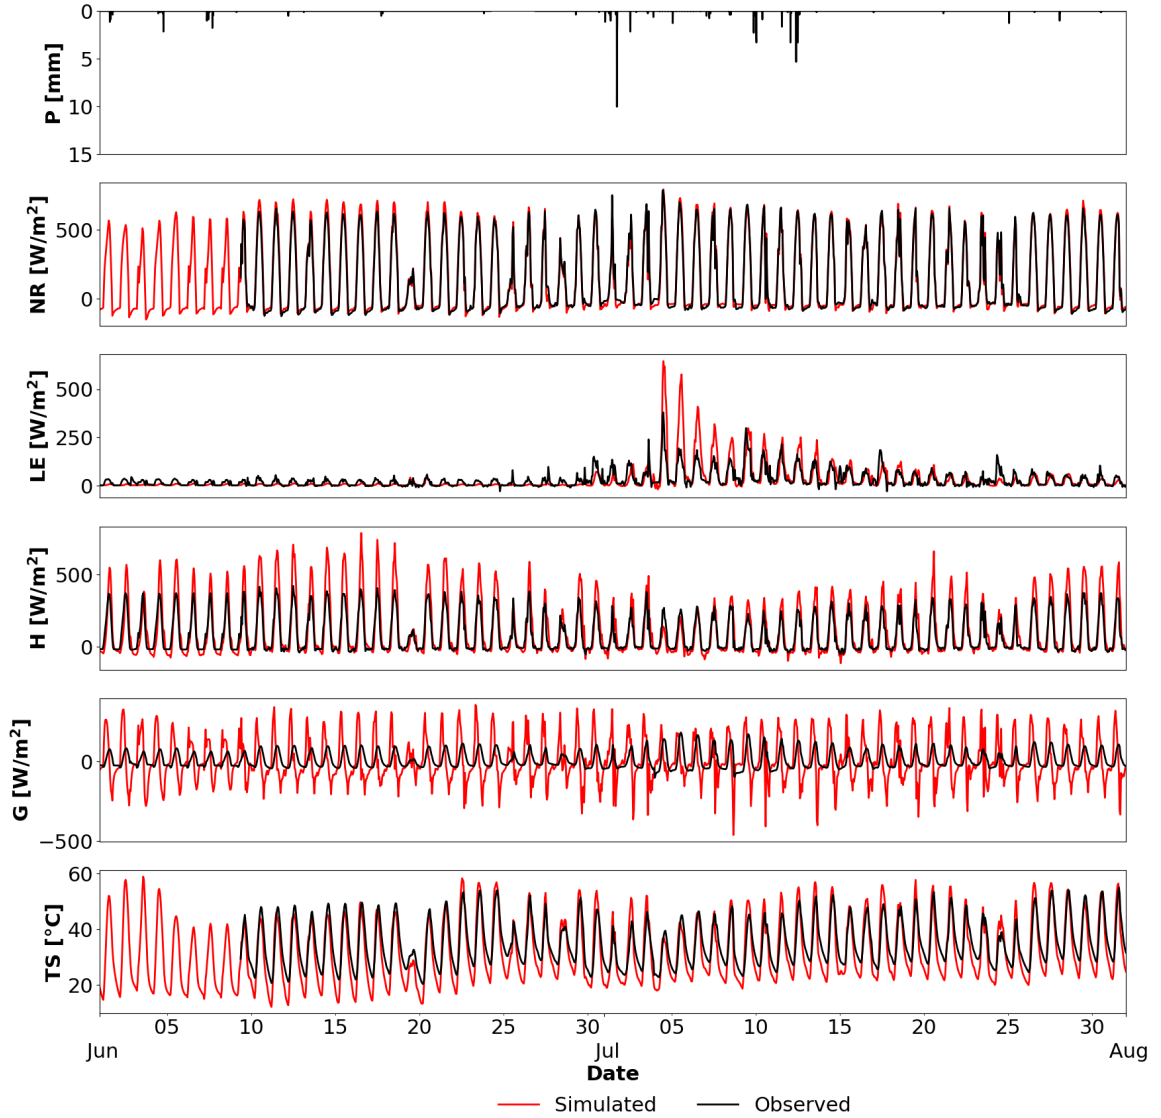 P [mm]
0
5
10
15
NR [W/m²]
500
0
LE [W/m²]
500
250
0
H [W/m²]
500
0
G [W/m²]
0
−500
TS [°C]
60
40
20
05 10 15 20 25 30 05 10 15 20 25 30
Jun Jul Aug
Date
Simulated Observed